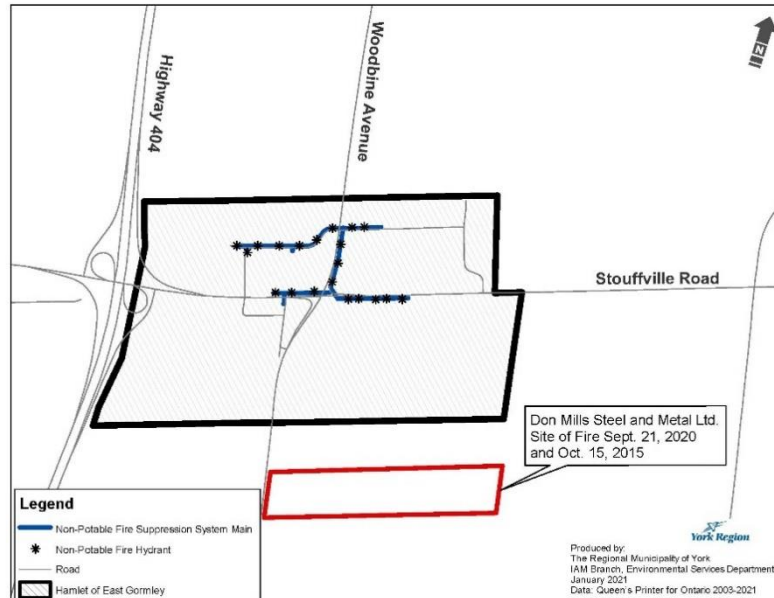 Highway 404
Woodbine Avenue
N
Stouffville Road
Don Mills Steel and Metal Ltd.
Site of Fire Sept. 21, 2020
and Oct. 15, 2015
Legend
Non-Potable Fire Suppression System Main
Non-Potable Fire Hydrant
Road
Hamlet of East Gormley
York Region
Produced by:
The Regional Municipality of York
IAM Branch, Environmental Services Department
January 2021
Data: Queen's Printer for Ontario 2003-2021